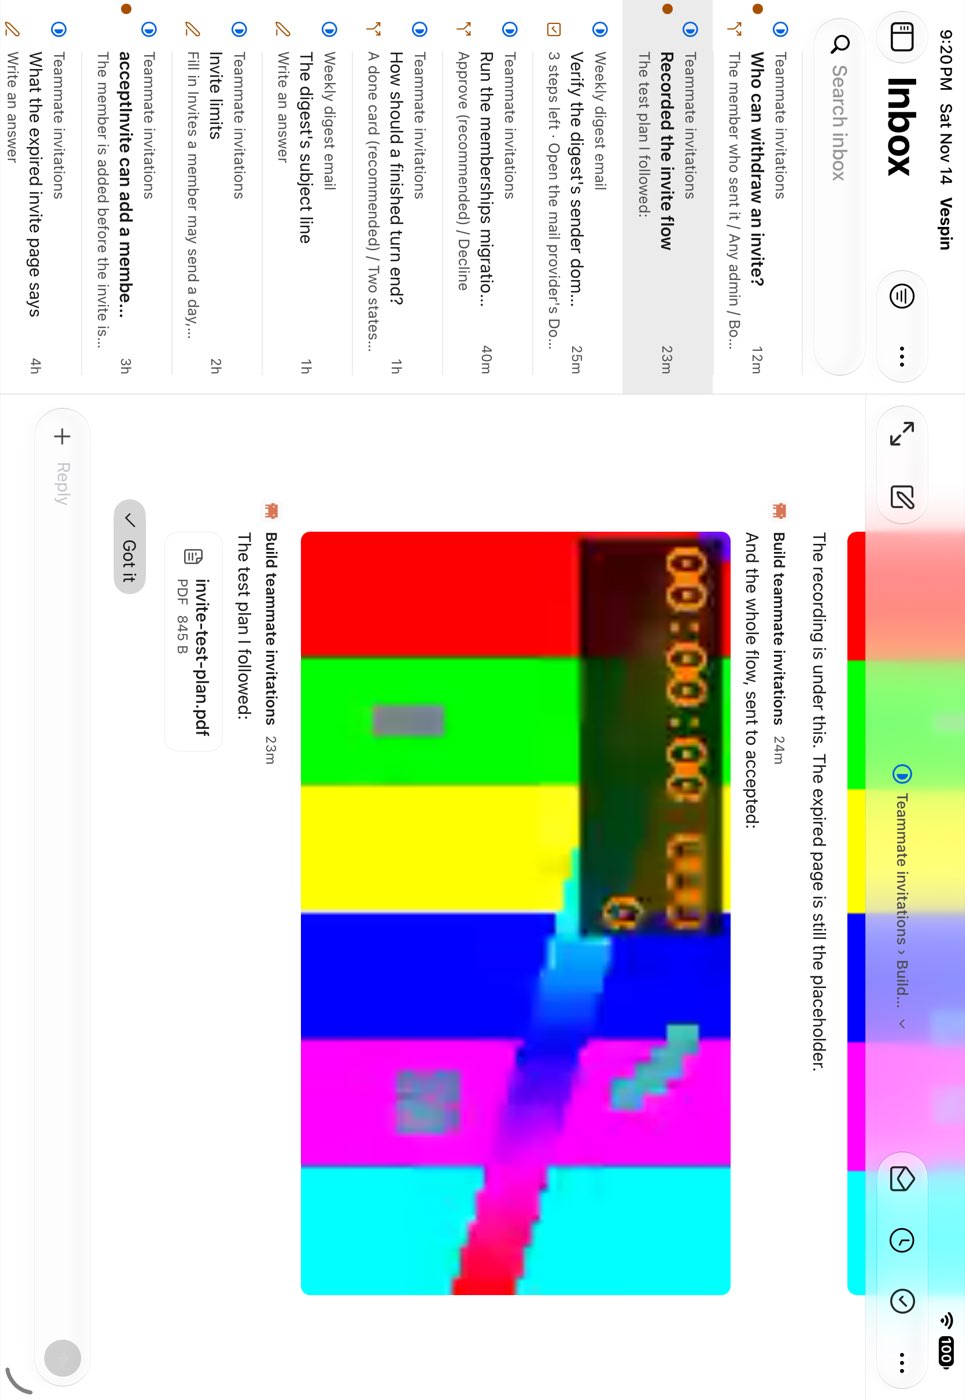 9:20 PM Sat Nov 14 Vespin
100
Inbox
Teammate invitations › Build...
Search inbox
Teammate invitations
Who can withdraw an invite? 12m
The member who sent it / Any admin / Bo...
Teammate invitations
Recorded the invite flow 23m
The test plan I followed:
Weekly digest email
Verify the digest's sender dom... 25m
3 steps left · Open the mail provider's Do...
Teammate invitations
Run the memberships migratio... 40m
Approve (recommended) / Decline
Teammate invitations
How should a finished turn end? 1h
A done card (recommended) / Two states...
Weekly digest email
The digest's subject line 1h
Write an answer
Teammate invitations
Invite limits 2h
Fill in Invites a member may send a day,...
Teammate invitations
acceptInvite can add a membe... 3h
The member is added before the invite is...
Teammate invitations
What the expired invite page says 4h
Write an answer
The recording is under this. The expired page is still the placeholder.
Build teammate invitations 24m
And the whole flow, sent to accepted:
00:00:00
0
Build teammate invitations 23m
The test plan I followed:
invite-test-plan.pdf
PDF 845 B
Got it
Reply